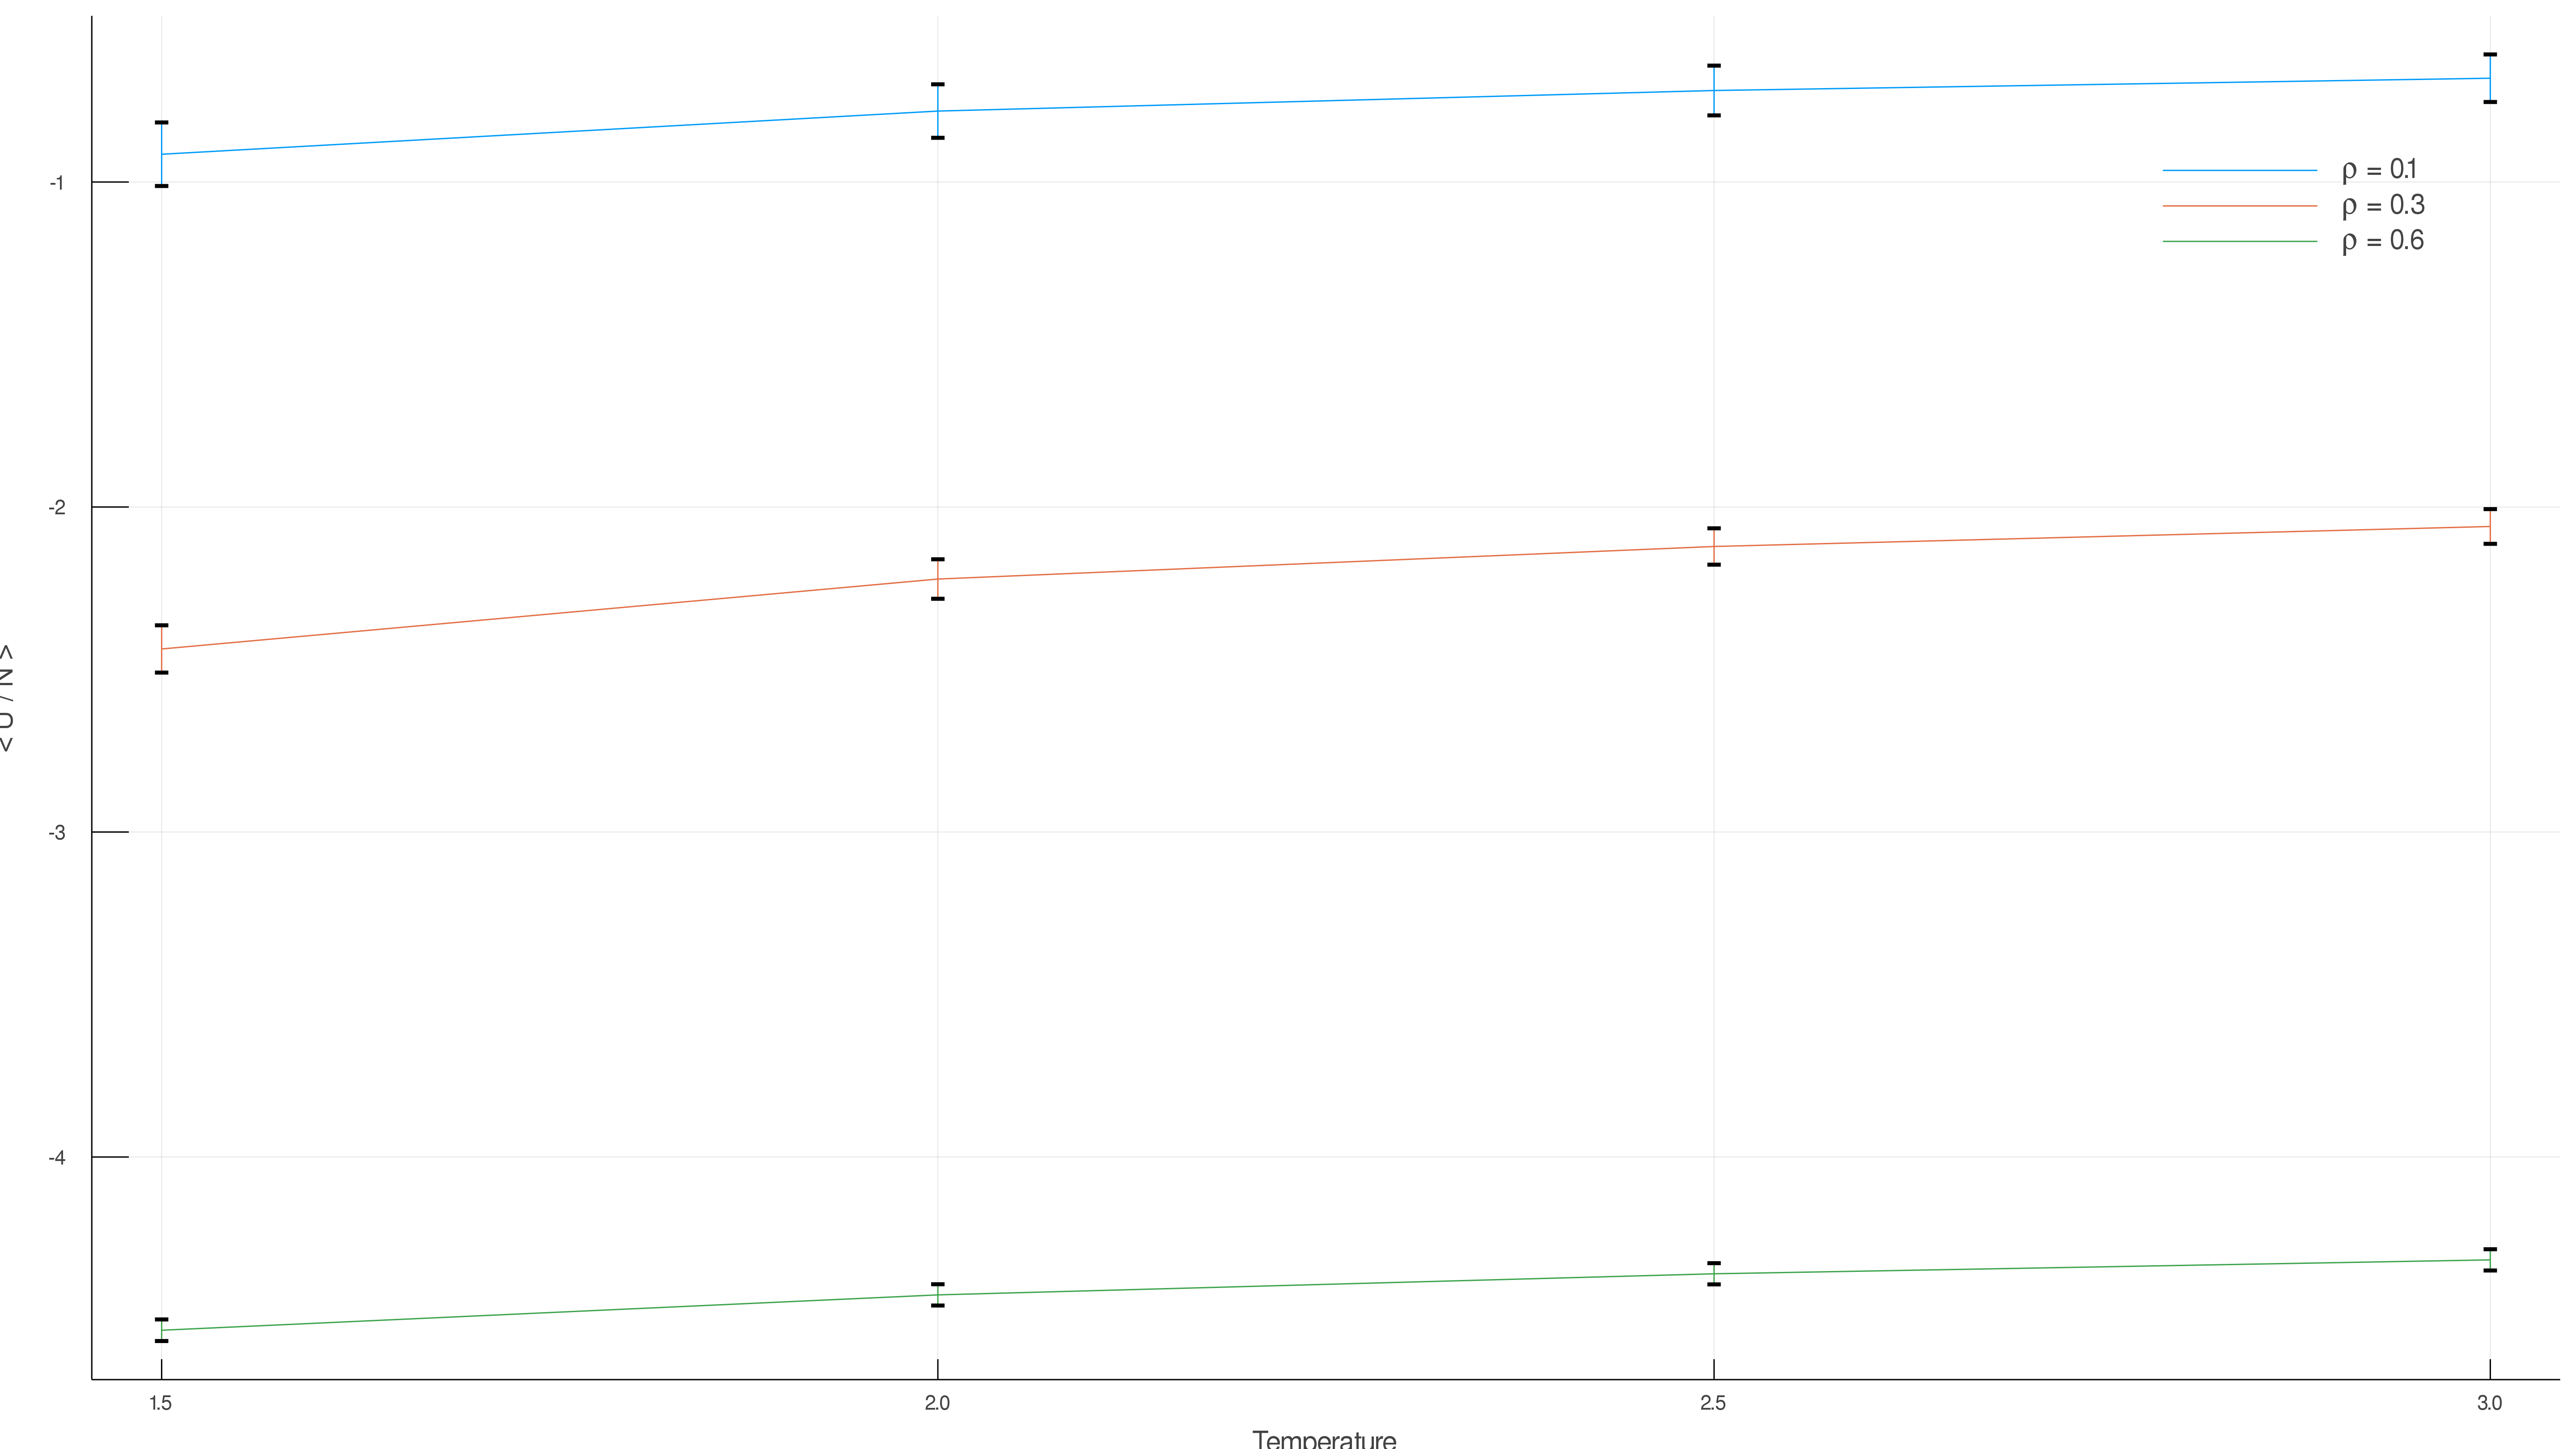 < U / N >
-1
-2
-3
-4
ρ = 0.1
ρ = 0.3
ρ = 0.6
1.5
2.0
2.5
3.0
Temperature